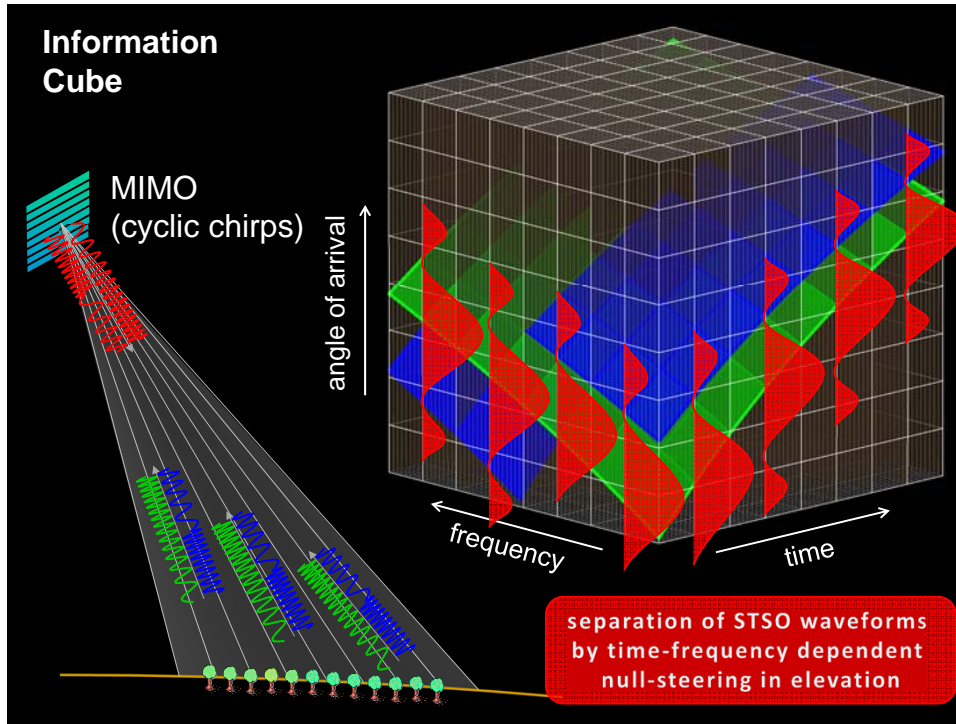 Information
Cube
MIMO
(cyclic chirps)
angle of arrival
frequency
time
separation of STSO waveforms
by time-frequency dependent
null-steering in elevation